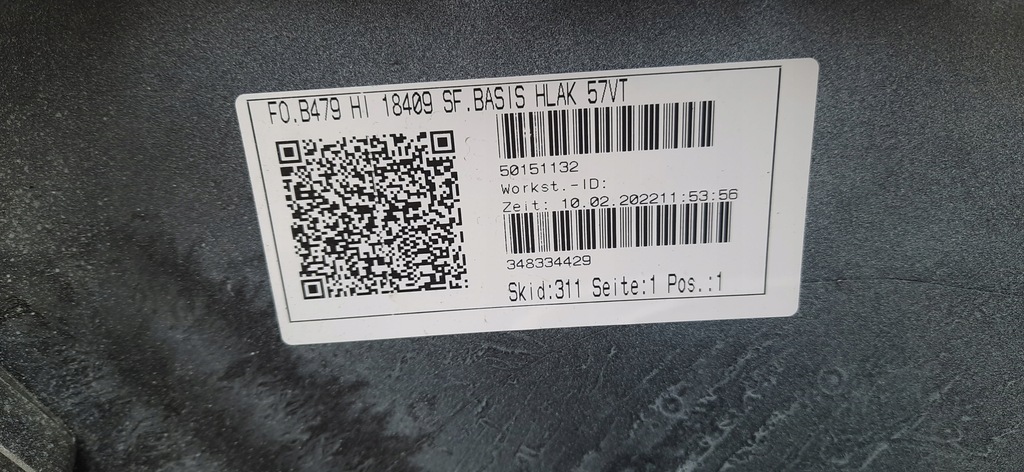 FO.B479 HI 18409 SF.BASIS HLAK 57VT
50151132
Workst.-ID:
Zeit: 10.02.202211:53:56
348334429
Skid:311 Seite:1 Pos.:1